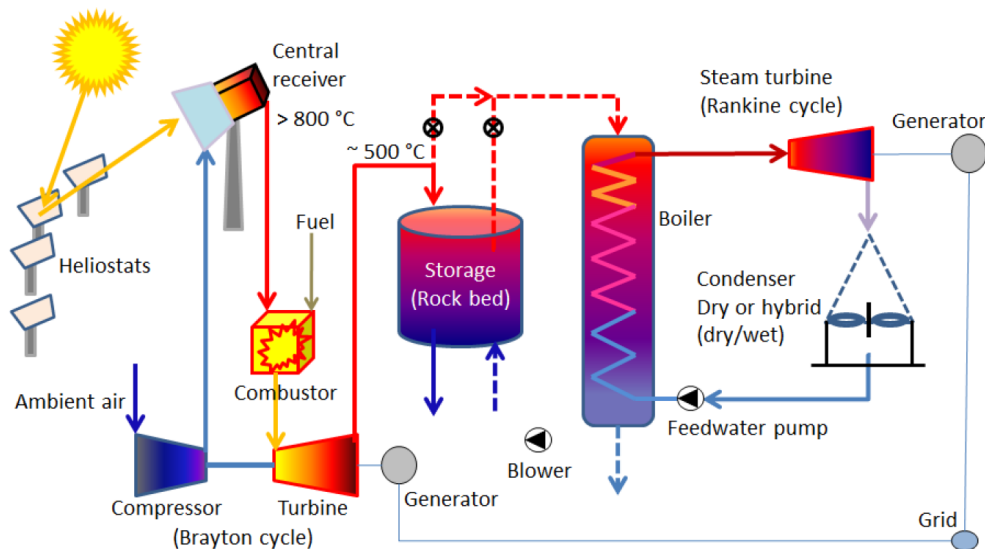 Central
receiver
> 800 °C
~ 500 °C
Steam turbine
(Rankine cycle)
Generator
Heliostats
Fuel
Storage
(Rock bed)
Boiler
Condenser
Dry or hybrid
(dry/wet)
Ambient air
Combustor
Feedwater pump
Blower
Compressor
Turbine
Generator
(Brayton cycle)
Grid